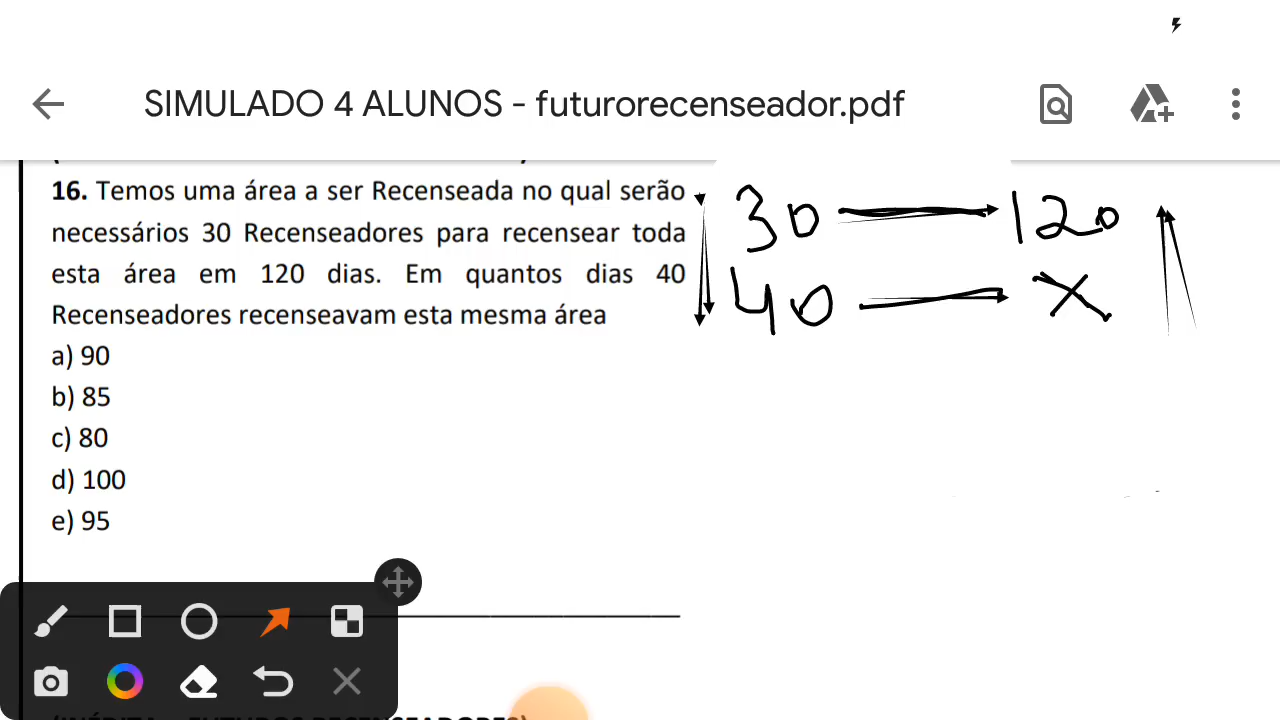 SIMULADO 4 ALUNOS - futurorecenseador.pdf
16. Temos uma área a ser Recenseada no qual serão
necessários 30 Recenseadores para recensear toda
esta área em 120 dias. Em quantos dias 40
Recenseadores recenseavam esta mesma área
a) 90
b) 85
c) 80
d) 100
e) 95
30 120
40 x